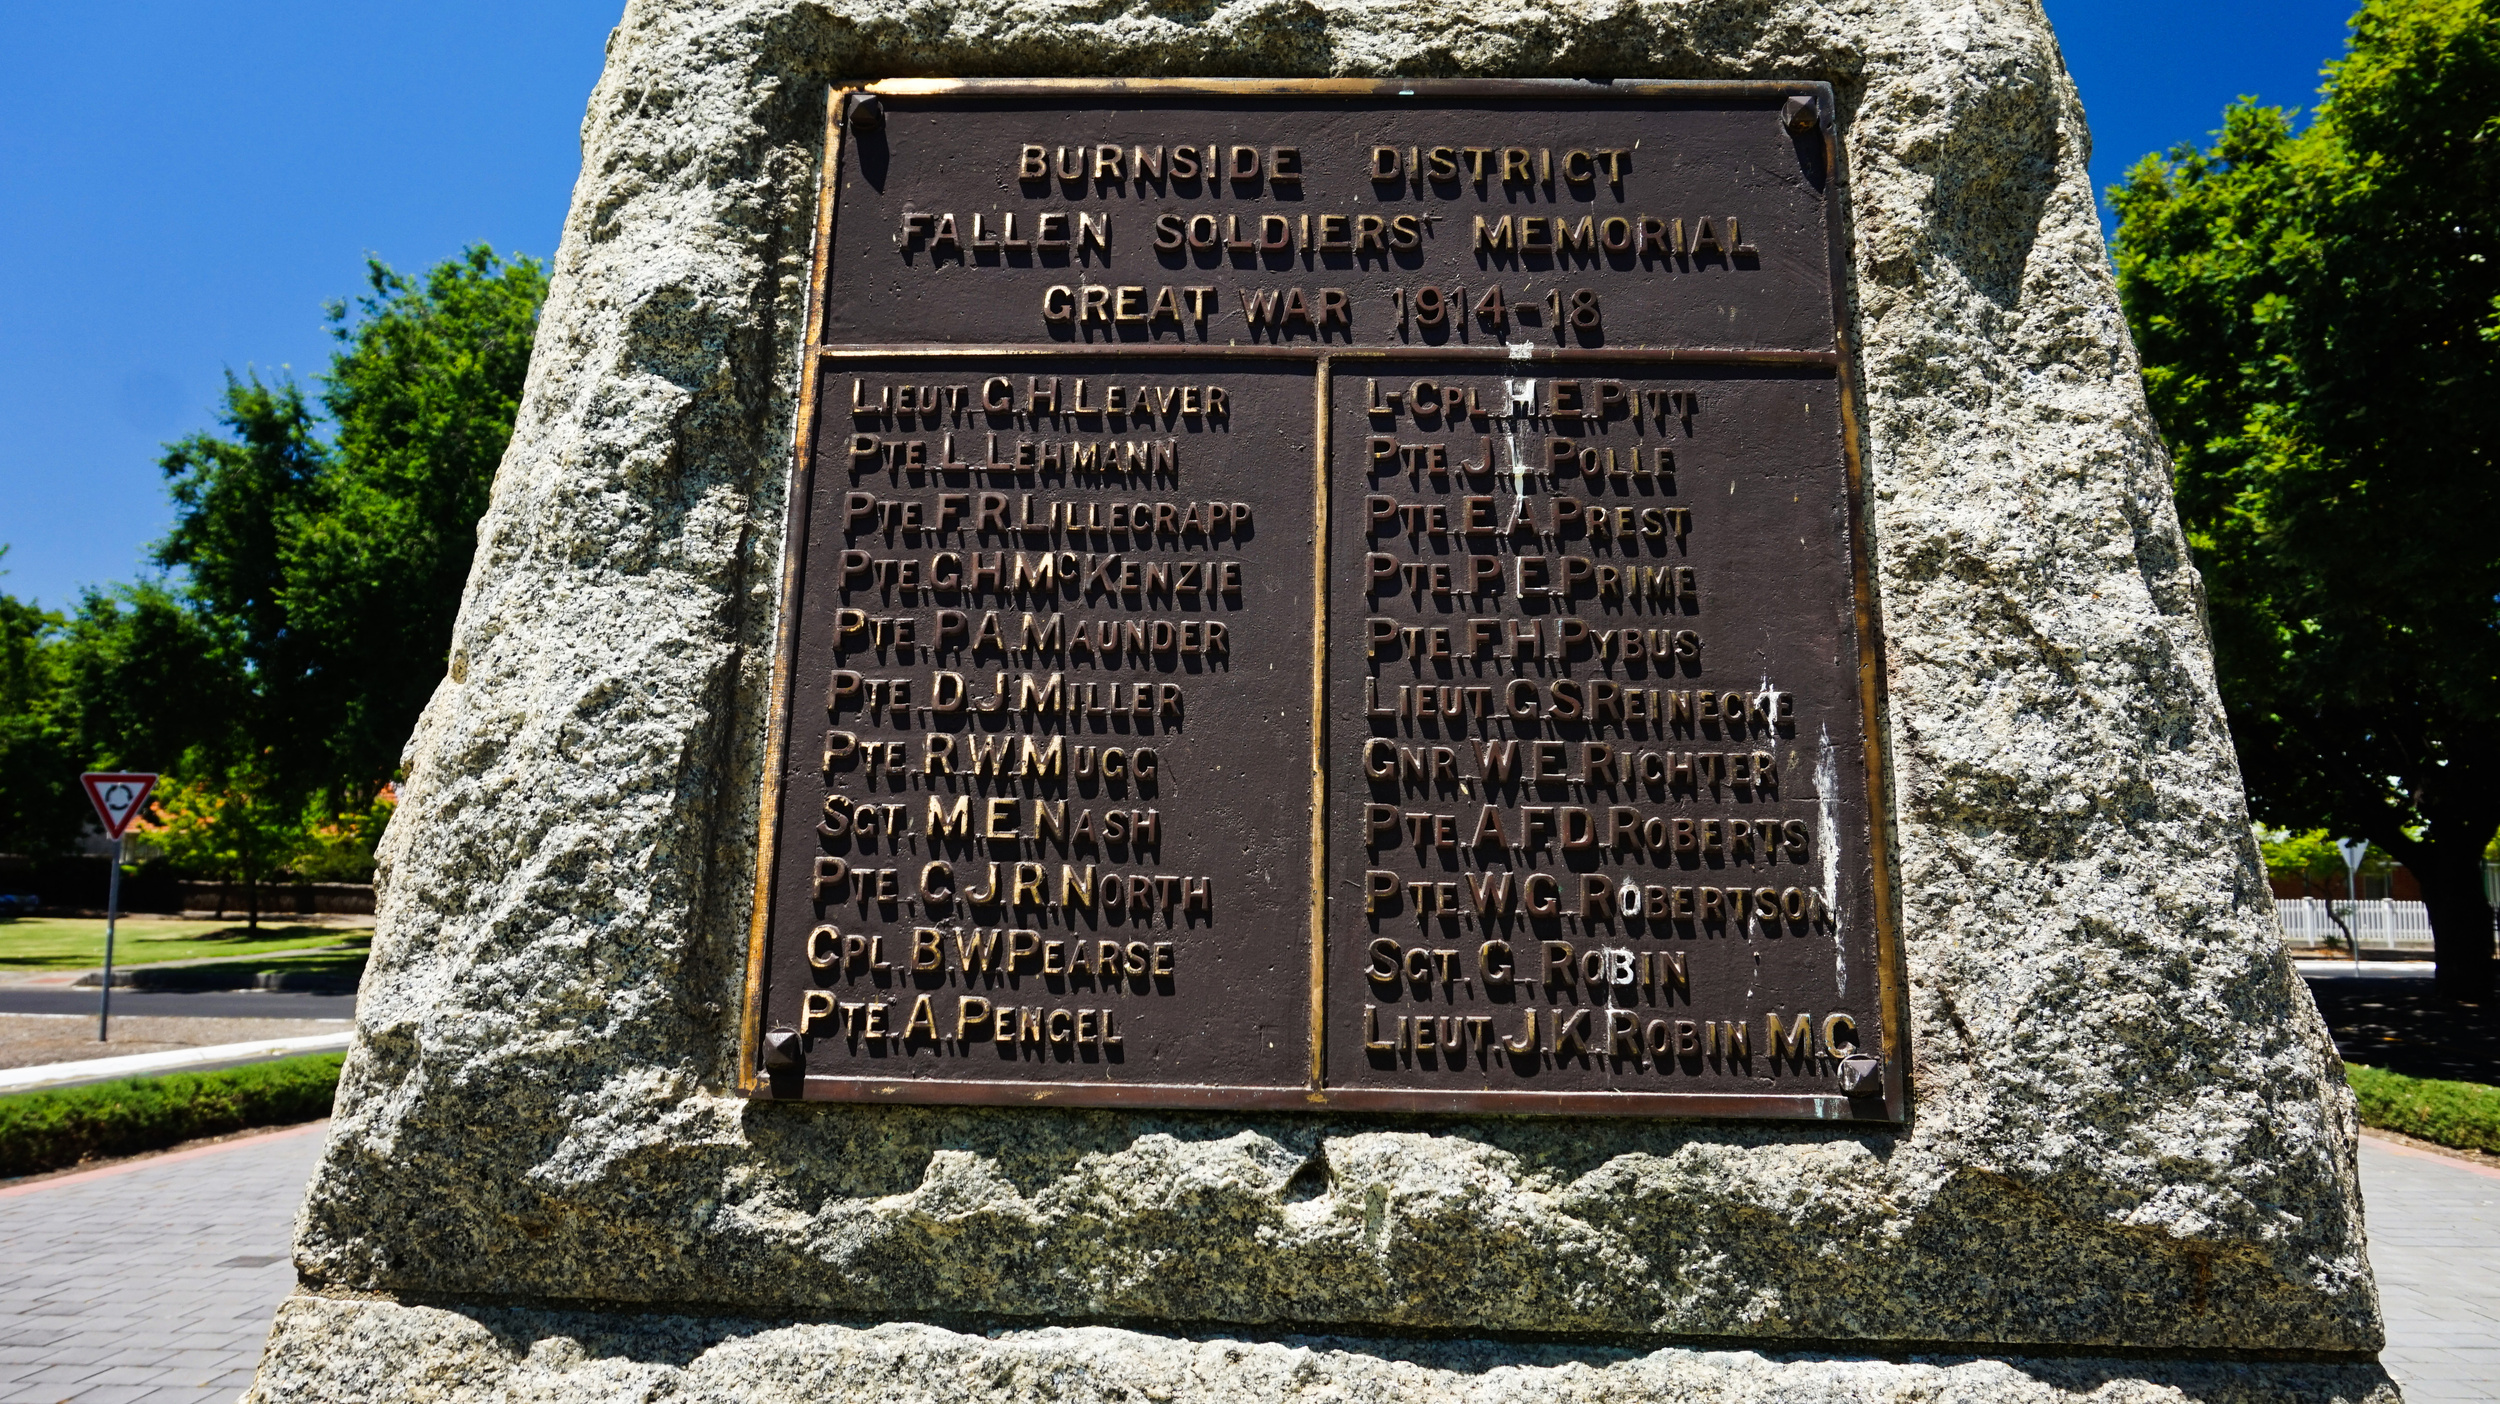 BURNSIDE DISTRICT
FALLEN SOLDIERS' MEMORIAL
GREAT WAR 1914-18
LIEUT. G.H. LEAVER
PTE. L. LEHMANN
PTE. F.R. LILLECRAPP
PTE. G.H. McKENZIE
PTE. P.A. MAUNDER
PTE. D.J. MILLER
PTE. R.W. MUGG
SGT. M.E. NASH
PTE. C.J.R. NORTH
CPL. B.W. PEARSE
PTE. A. PENGEL
L-CPL. H.E. PITT
PTE. J.L. POLLE
PTE. E.A. PREST
PTE. P.E. PRIME
PTE. F.H. PYBUS
LIEUT. G.S. REINECKE
GNR. W.E. RICHTER
PTE. A.F.D. ROBERTS
PTE. W.G. ROBERTSON
SGT. G. ROBIN
LIEUT. J.K. ROBIN M.C.